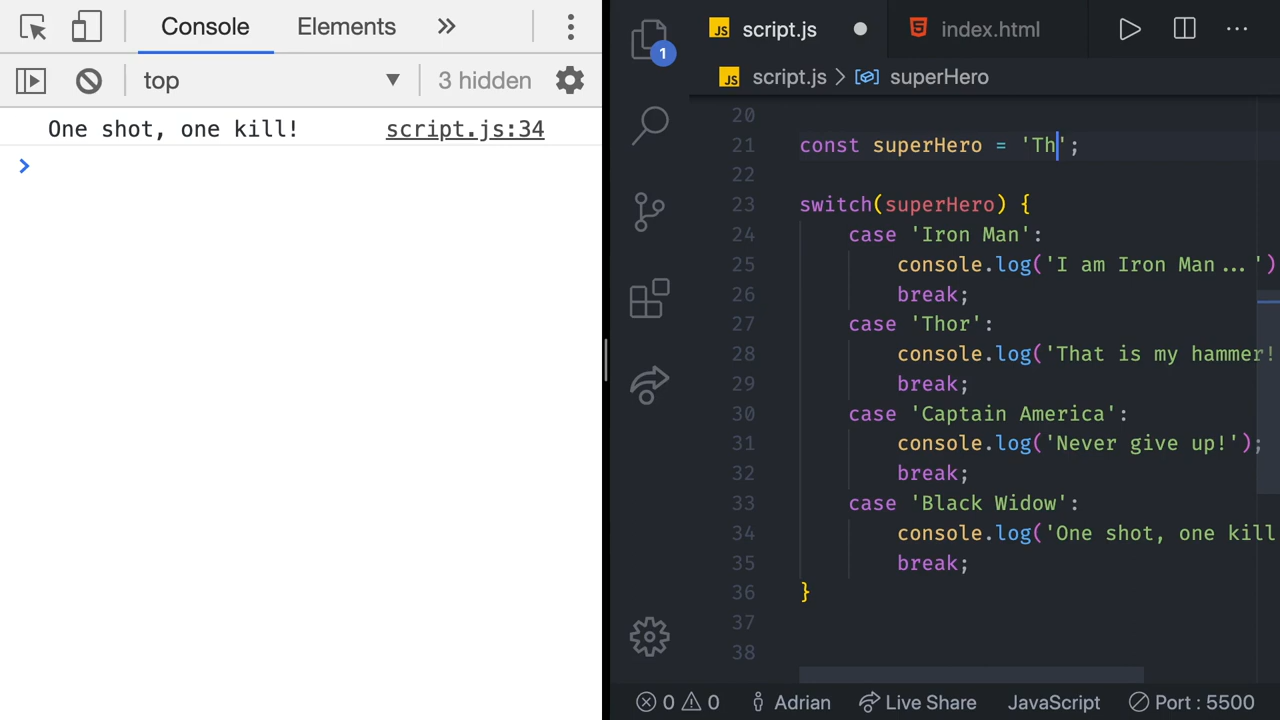 Console Elements »
top ▼ 3 hidden
One shot, one kill! script.js:34
>
1
JS script.js ● 5 index.html ...
JS script.js > superHero
20
21 const superHero = 'Th';
22
23 switch(superHero) {
24 case 'Iron Man':
25 console.log('I am Iron Man...')
26 break;
27 case 'Thor':
28 console.log('That is my hammer!
29 break;
30 case 'Captain America':
31 console.log('Never give up!');
32 break;
33 case 'Black Widow':
34 console.log('One shot, one kill
35 break;
36 }
37
38
0 0 Adrian Live Share JavaScript Port : 5500